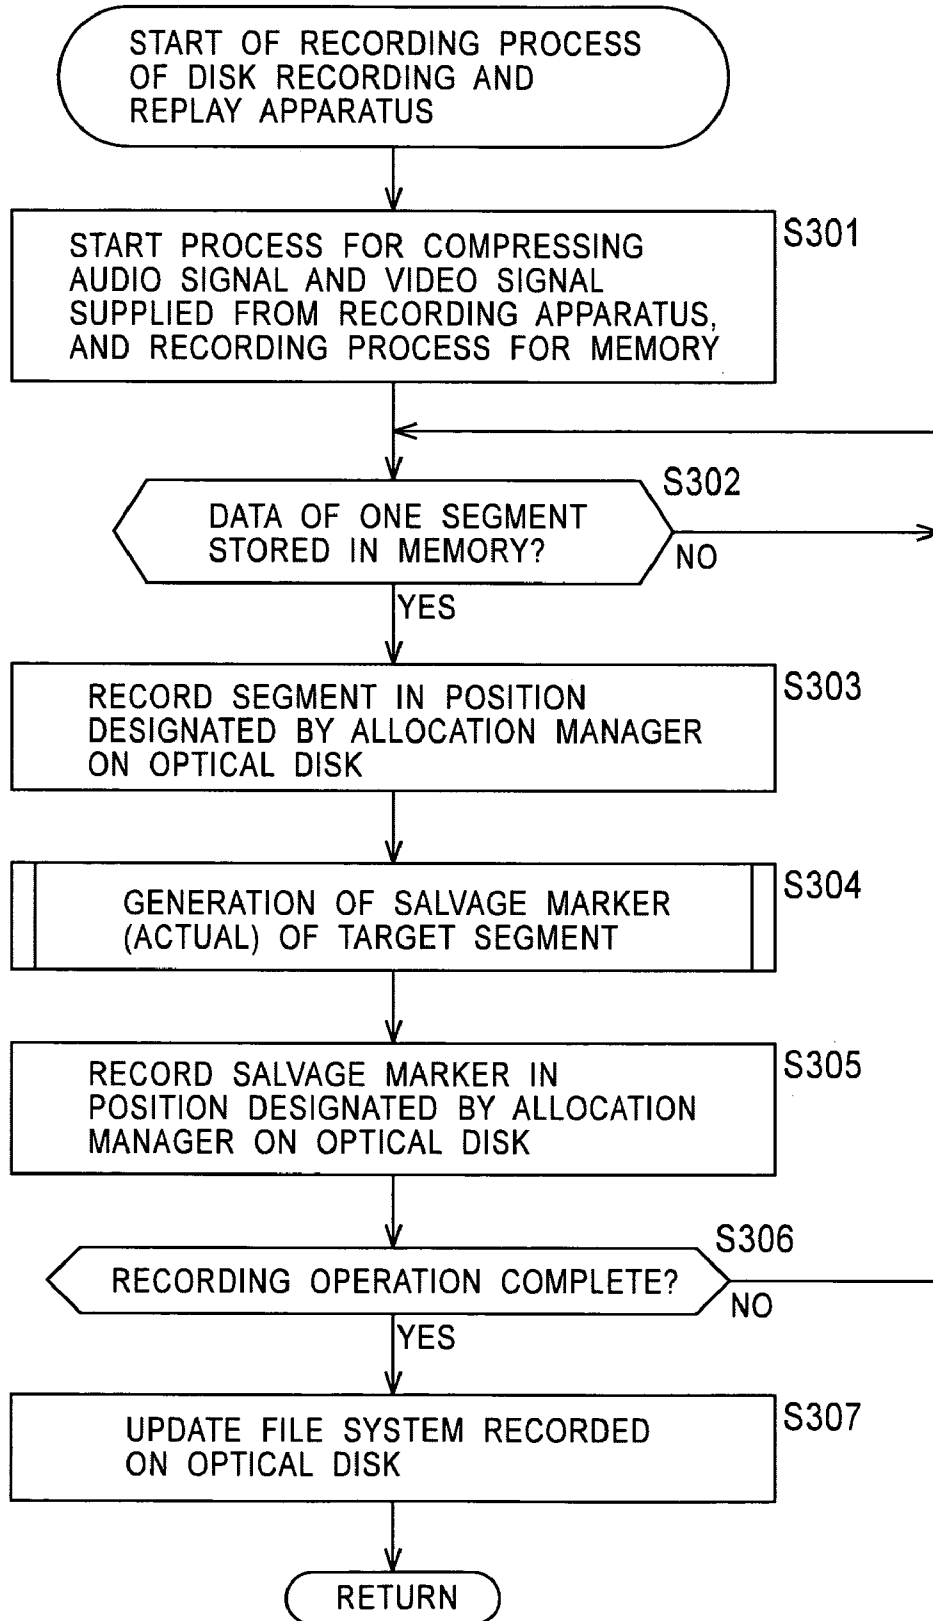 START OF RECORDING PROCESS
OF DISK RECORDING AND
REPLAY APPARATUS
S301
START PROCESS FOR COMPRESSING
AUDIO SIGNAL AND VIDEO SIGNAL
SUPPLIED FROM RECORDING APPARATUS,
AND RECORDING PROCESS FOR MEMORY
S302
DATA OF ONE SEGMENT
STORED IN MEMORY?
NO
YES
S303
RECORD SEGMENT IN POSITION
DESIGNATED BY ALLOCATION MANAGER
ON OPTICAL DISK
S304
GENERATION OF SALVAGE MARKER
(ACTUAL) OF TARGET SEGMENT
S305
RECORD SALVAGE MARKER IN
POSITION DESIGNATED BY ALLOCATION
MANAGER ON OPTICAL DISK
S306
RECORDING OPERATION COMPLETE?
NO
YES
S307
UPDATE FILE SYSTEM RECORDED
ON OPTICAL DISK
RETURN